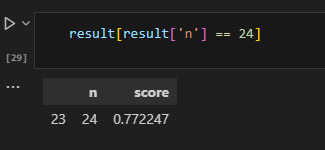 result[result['n'] == 24]
[29]
...
n score
23 24 0.772247